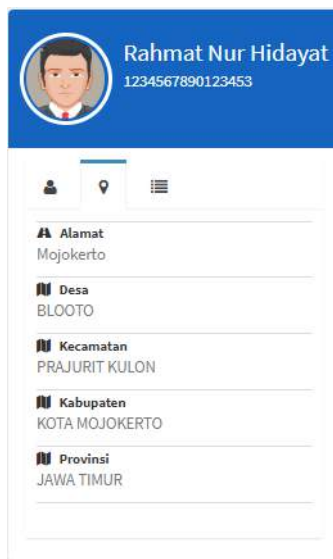 Rahmat Nur Hidayat
1234567890123453
Alamat
Mojokerto
Desa
BLOOTO
Kecamatan
PRAJURIT KULON
Kabupaten
KOTA MOJOKERTO
Provinsi
JAWA TIMUR